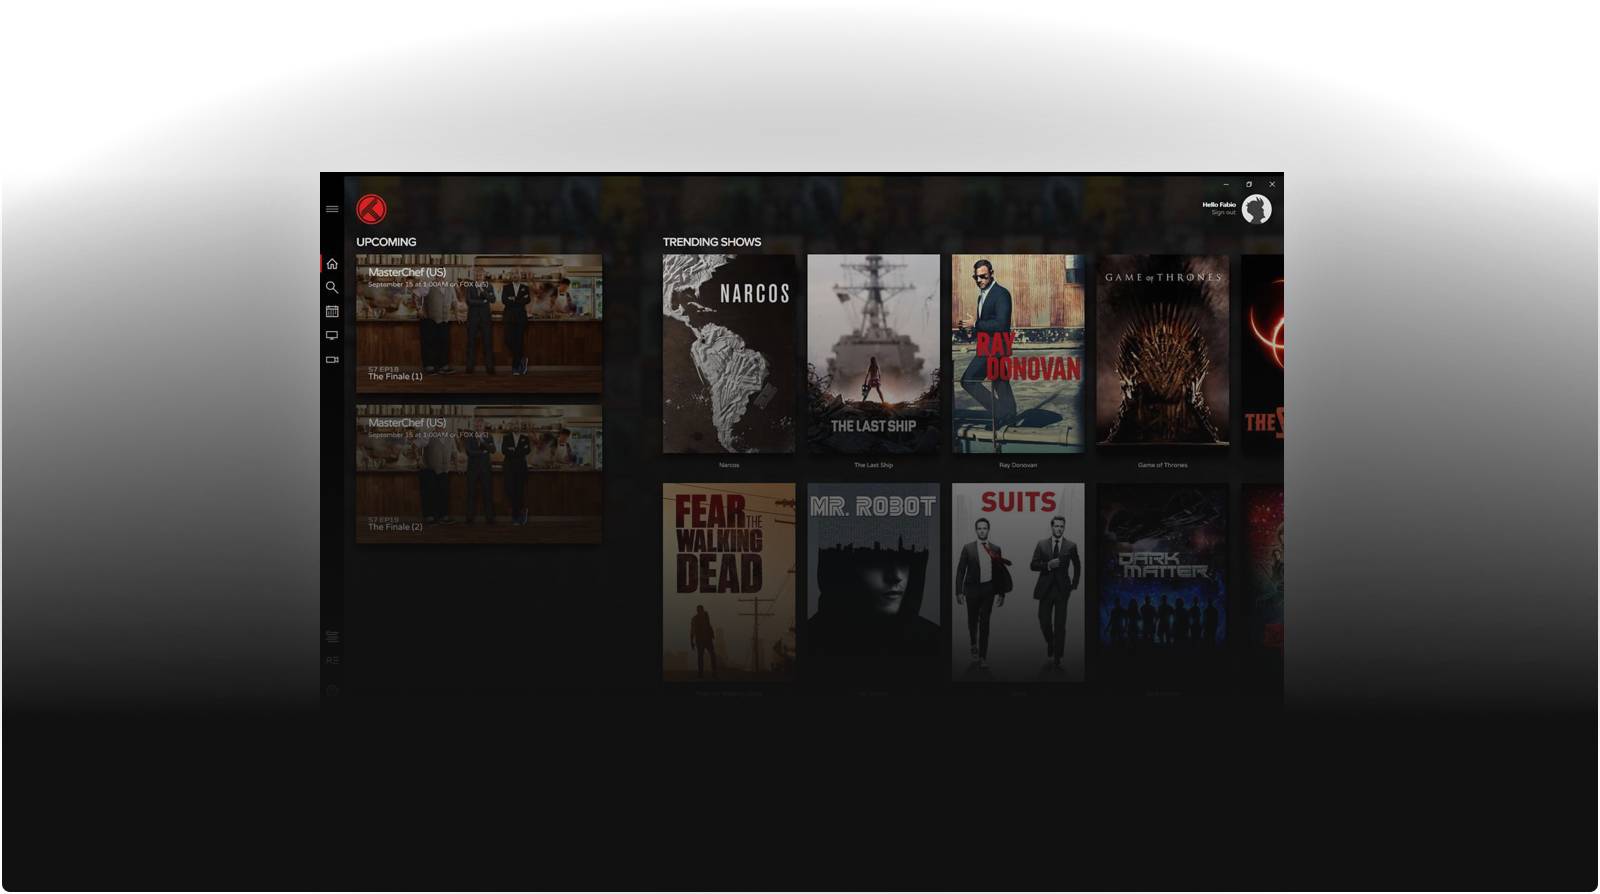 Hello Fabio
Sign out
UPCOMING
MasterChef (US)
September 15 at 1:00AM on FOX (US)
S7 EP18
The Finale (1)
MasterChef (US)
September 15 at 1:00AM on FOX (US)
S7 EP19
The Finale (2)
TRENDING SHOWS
NARCOS
THE LAST SHIP
RAY
DONOVAN
GAME OF THRONES
THE
Narcos
The Last Ship
Ray Donovan
Game of Thrones
FEAR THE
WALKING
DEAD
MR. ROBOT
SUITS
DARK
MATTER